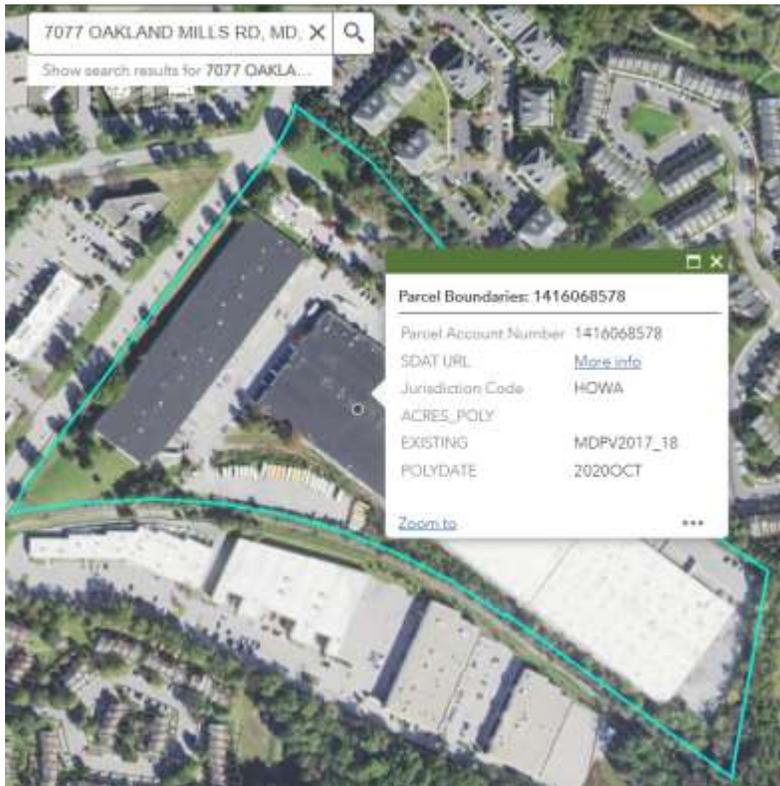 7077 OAKLAND MILLS RD, MD,
Show search results for 7077 OAKLA...
Parcel Boundaries: 1416068578
Parcel Account Number 1416068578
SDAT URL More info
Jurisdiction Code HOWA
ACRES_POLY
EXISTING MDPV2017_18
POLYDATE 2020OCT
Zoom to